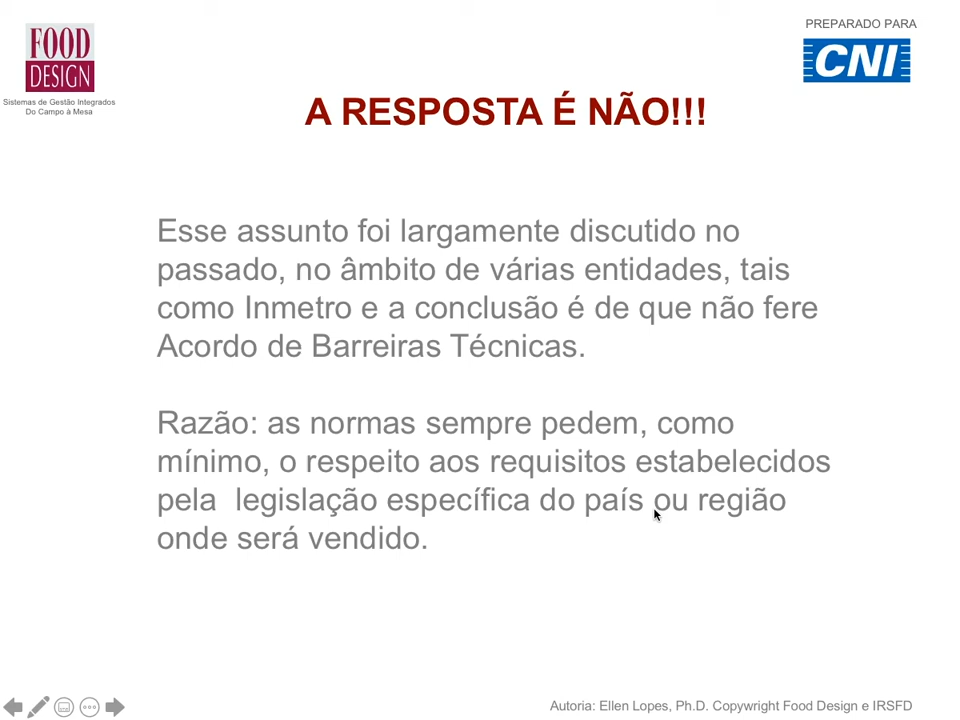 PREPARADO PARA
FOOD
DESIGN
CNI
Sistemas de Gestão Integrados
Do Campo à Mesa
A RESPOSTA É NÃO!!!
Esse assunto foi largamente discutido no
passado, no âmbito de várias entidades, tais
como Inmetro e a conclusão é de que não fere
Acordo de Barreiras Técnicas.
Razão: as normas sempre pedem, como
mínimo, o respeito aos requisitos estabelecidos
pela  legislação específica do país ou região
onde será vendido.
Autoria: Ellen Lopes, Ph.D. Copywright Food Design e IRSFD